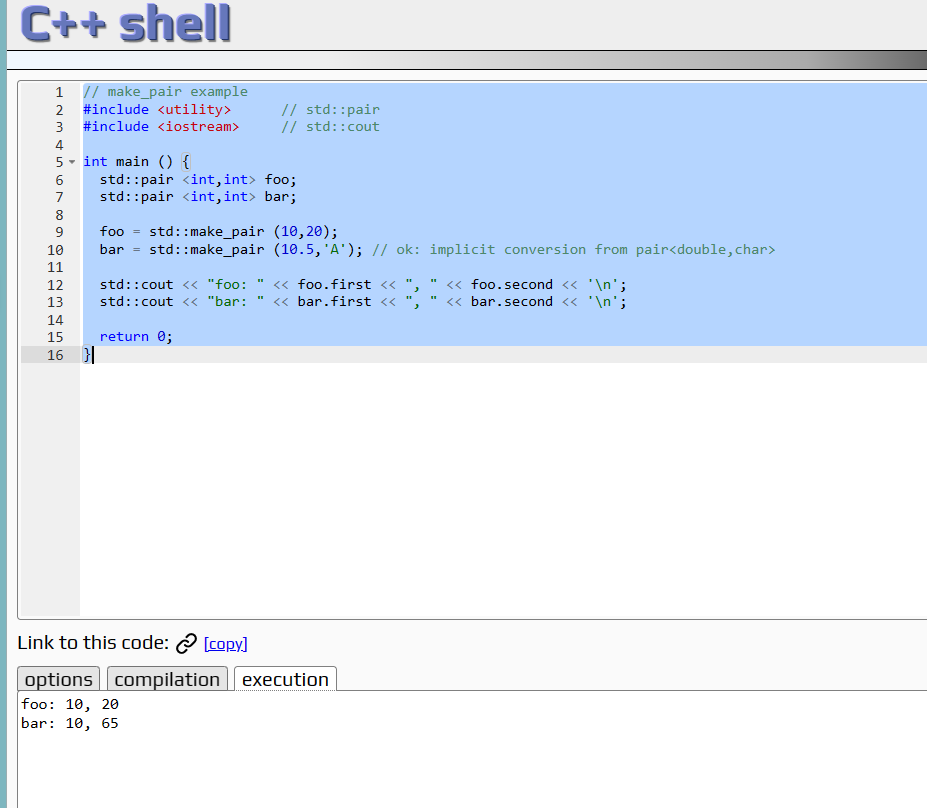 C++ shell
1 // make_pair example
2 #include <utility>      // std::pair
3 #include <iostream>     // std::cout
4
5 int main () {
6   std::pair <int,int> foo;
7   std::pair <int,int> bar;
8
9   foo = std::make_pair (10,20);
10   bar = std::make_pair (10.5,'A'); // ok: implicit conversion from pair<double,char>
11
12   std::cout << "foo: " << foo.first << ", " << foo.second << '\n';
13   std::cout << "bar: " << bar.first << ", " << bar.second << '\n';
14
15   return 0;
16 }
Link to this code: [copy]
options compilation execution
foo: 10, 20
bar: 10, 65